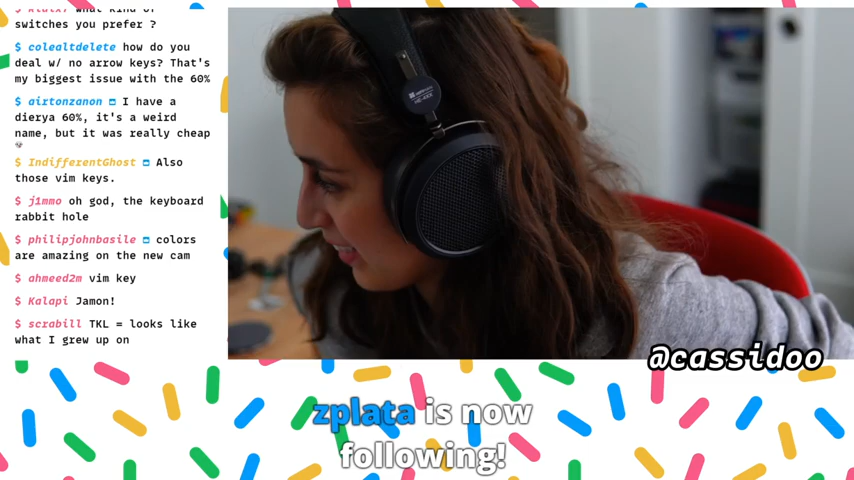 switches you prefer ?
$ colealtdelete how do you
deal w/ no arrow keys? That's
my biggest issue with the 60%
$ airtonzanon I have a
dierya 60%, it's a weird
name, but it was really cheap
$ IndifferentGhost Also
those vim keys.
$ j1mmo oh god, the keyboard
rabbit hole
$ philipjohnbasile colors
are amazing on the new cam
$ ahmeed2m vim key
$ Kalapi Jamon!
$ scrabill TKL = looks like
what I grew up on
@cassidoo
zplata is now
following!